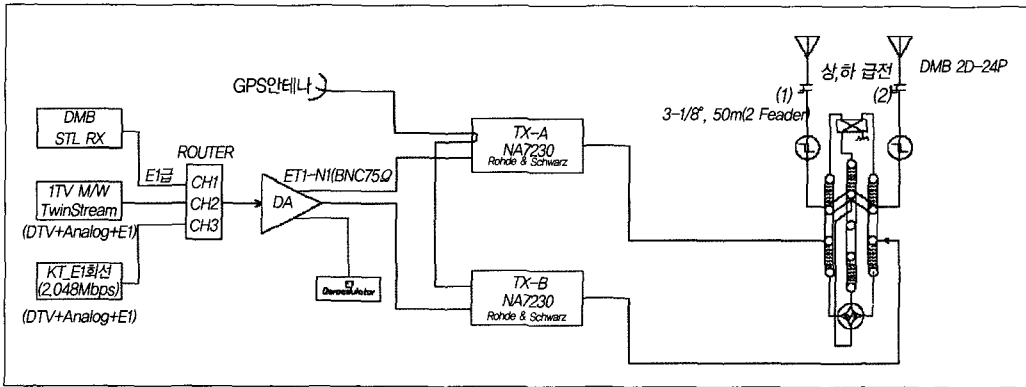 GPS안테나
상,하 급전
DMB 2D-24P
(1)
(2)
3-1/8", 50m(2 Feader)
DMB
STL RX
ROUTER
E1급
CH1
CH2
CH3
1TV M/W
TwinStream
(DTV+Analog+E1)
KT_E1회선
(2.048Mbps)
(DTV+Analog+E1)
DA
ET1-N1(BNC75Ω
TX-A
NA7230
Rohde & Schwarz
TX-B
NA7230
Rohde & Schwarz